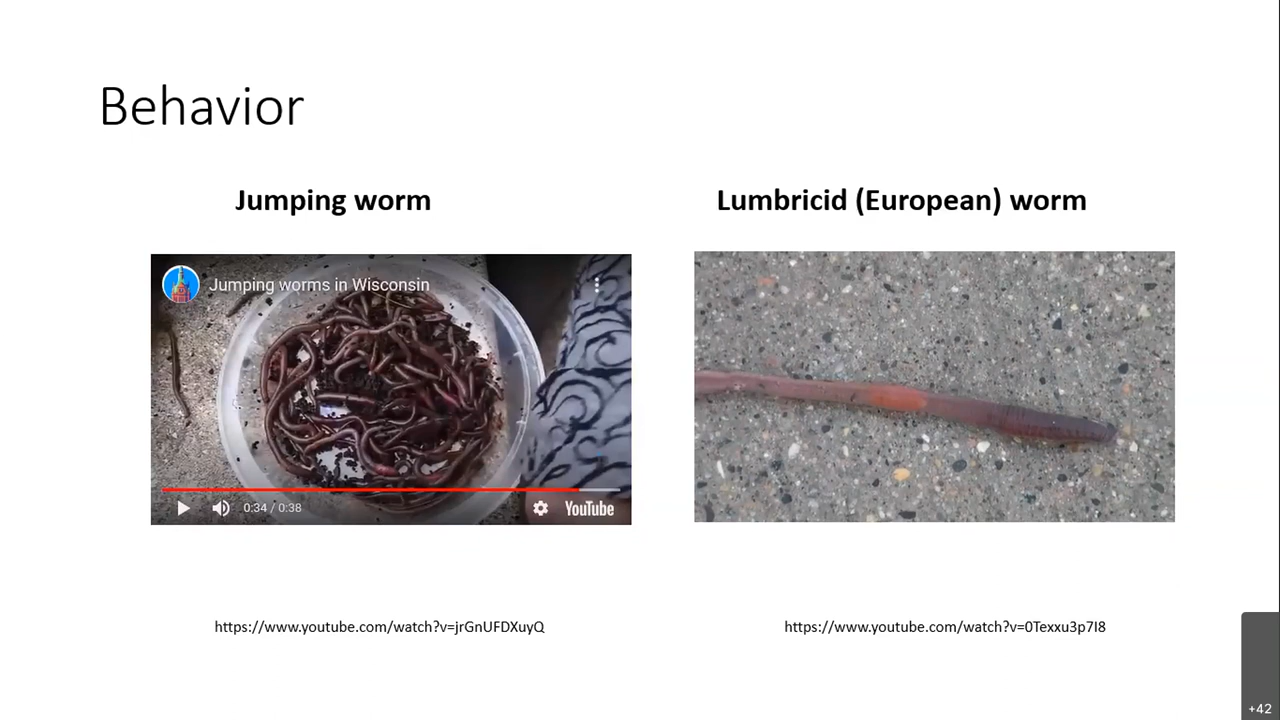 Behavior
Jumping worm
Lumbricid (European) worm
Jumping worms in Wisconsin
0:34 / 0:38
YouTube
https://www.youtube.com/watch?v=jrGnUFDXuyQ
https://www.youtube.com/watch?v=0Texxu3p7I8
+42